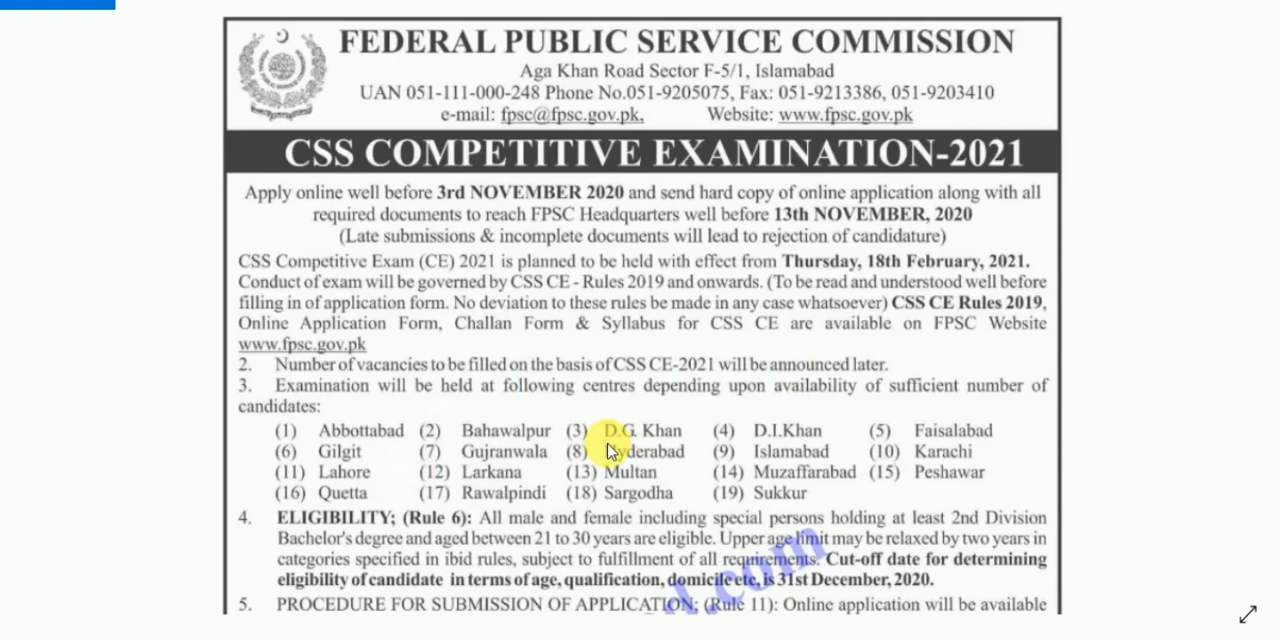 FEDERAL PUBLIC SERVICE COMMISSION
Aga Khan Road Sector F-5/1, Islamabad
UAN 051-111-000-248 Phone No.051-9205075, Fax: 051-9213386, 051-9203410
e-mail: fpsc@fpsc.gov.pk, Website: www.fpsc.gov.pk
CSS COMPETITIVE EXAMINATION-2021
Apply online well before 3rd NOVEMBER 2020 and send hard copy of online application along with all
required documents to reach FPSC Headquarters well before 13th NOVEMBER, 2020
(Late submissions & incomplete documents will lead to rejection of candidature)
CSS Competitive Exam (CE) 2021 is planned to be held with effect from Thursday, 18th February, 2021.
Conduct of exam will be governed by CSS CE - Rules 2019 and onwards. (To be read and understood well before
filling in of application form. No deviation to these rules be made in any case whatsoever) CSS CE Rules 2019,
Online Application Form, Challan Form & Syllabus for CSS CE are available on FPSC Website
www.fpsc.gov.pk
2. Number of vacancies to be filled on the basis of CSS CE-2021 will be announced later.
3. Examination will be held at following centres depending upon availability of sufficient number of
candidates:
(1) Abbottabad (2) Bahawalpur (3) D.G. Khan (4) D.I.Khan (5) Faisalabad
(6) Gilgit (7) Gujranwala (8) Hyderabad (9) Islamabad (10) Karachi
(11) Lahore (12) Larkana (13) Multan (14) Muzaffarabad (15) Peshawar
(16) Quetta (17) Rawalpindi (18) Sargodha (19) Sukkur
4. ELIGIBILITY; (Rule 6): All male and female including special persons holding at least 2nd Division
Bachelor's degree and aged between 21 to 30 years are eligible. Upper age limit may be relaxed by two years in
categories specified in ibid rules, subject to fulfillment of all requirements. Cut-off date for determining
eligibility of candidate in terms of age, qualification, domicile etc, is 31st December, 2020.
5. PROCEDURE FOR SUBMISSION OF APPLICATION: (Rule 11): Online application will be available